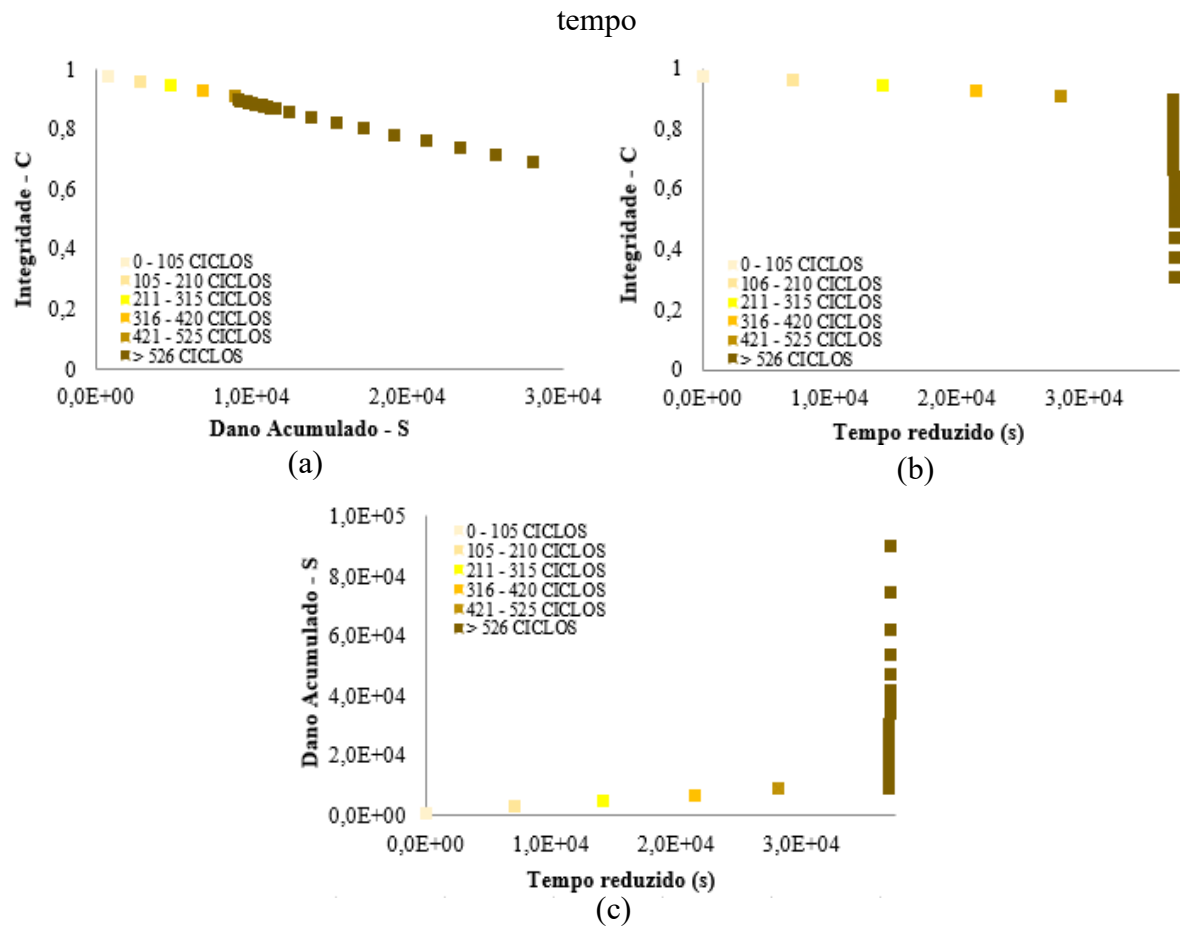 tempo
1
0,8
0,6
0,4
0,2
0
Integridade - C
0 - 105 CICLOS
105 - 210 CICLOS
211 - 315 CICLOS
316 - 420 CICLOS
421 - 525 CICLOS
> 526 CICLOS
0,0E+00 1,0E+04 2,0E+04 3,0E+04
Dano Acumulado - S
(a)
1
0,8
0,6
0,4
0,2
0
Integridade - C
0 - 105 CICLOS
106 - 210 CICLOS
211 - 315 CICLOS
316 - 420 CICLOS
421 - 525 CICLOS
> 526 CICLOS
0,0E+00 1,0E+04 2,0E+04 3,0E+04
Tempo reduzido (s)
(b)
1,0E+05
8,0E+04
6,0E+04
4,0E+04
2,0E+04
0,0E+00
Dano Acumulado - S
0 - 105 CICLOS
105 - 210 CICLOS
211 - 315 CICLOS
316 - 420 CICLOS
421 - 525 CICLOS
> 526 CICLOS
0,0E+00 1,0E+04 2,0E+04 3,0E+04
Tempo reduzido (s)
(c)